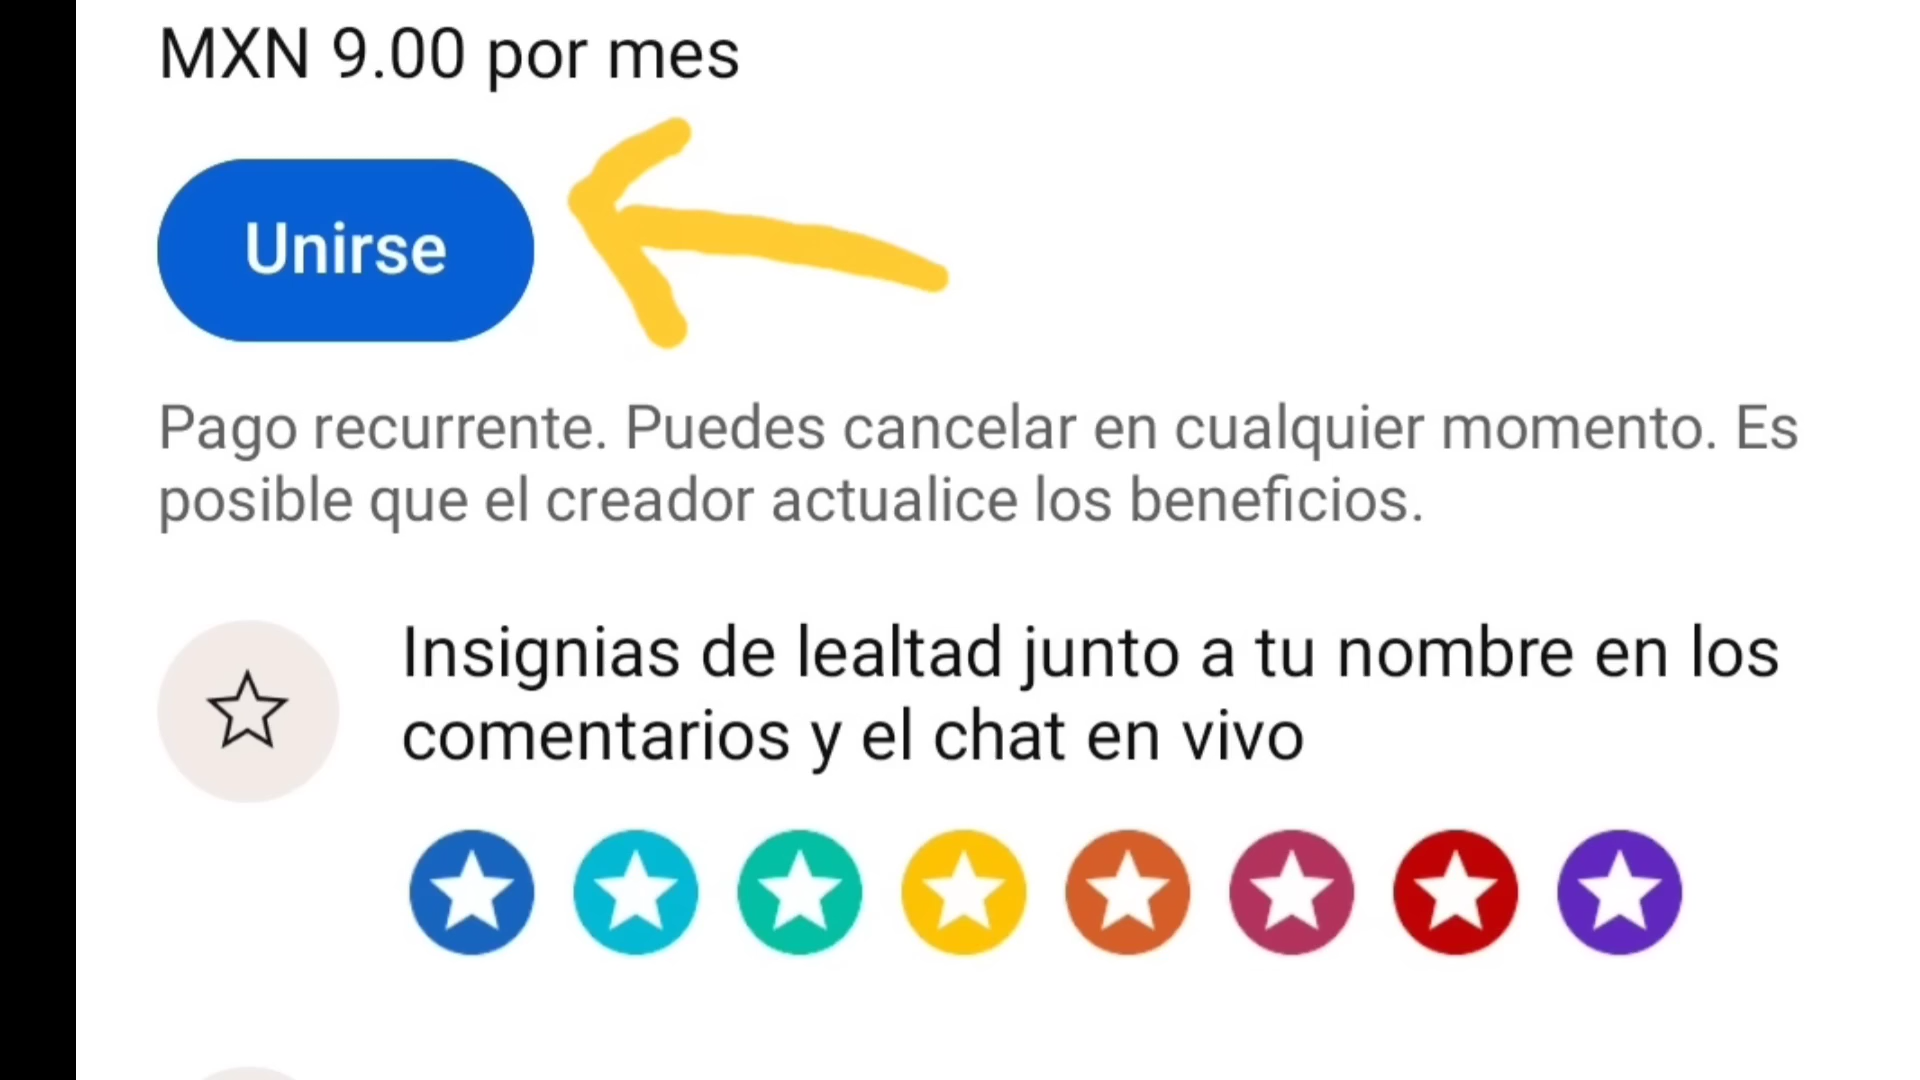 MXN 9.00 por mes
Unirse
Pago recurrente. Puedes cancelar en cualquier momento. Es
posible que el creador actualice los beneficios.
Insignias de lealtad junto a tu nombre en los
comentarios y el chat en vivo